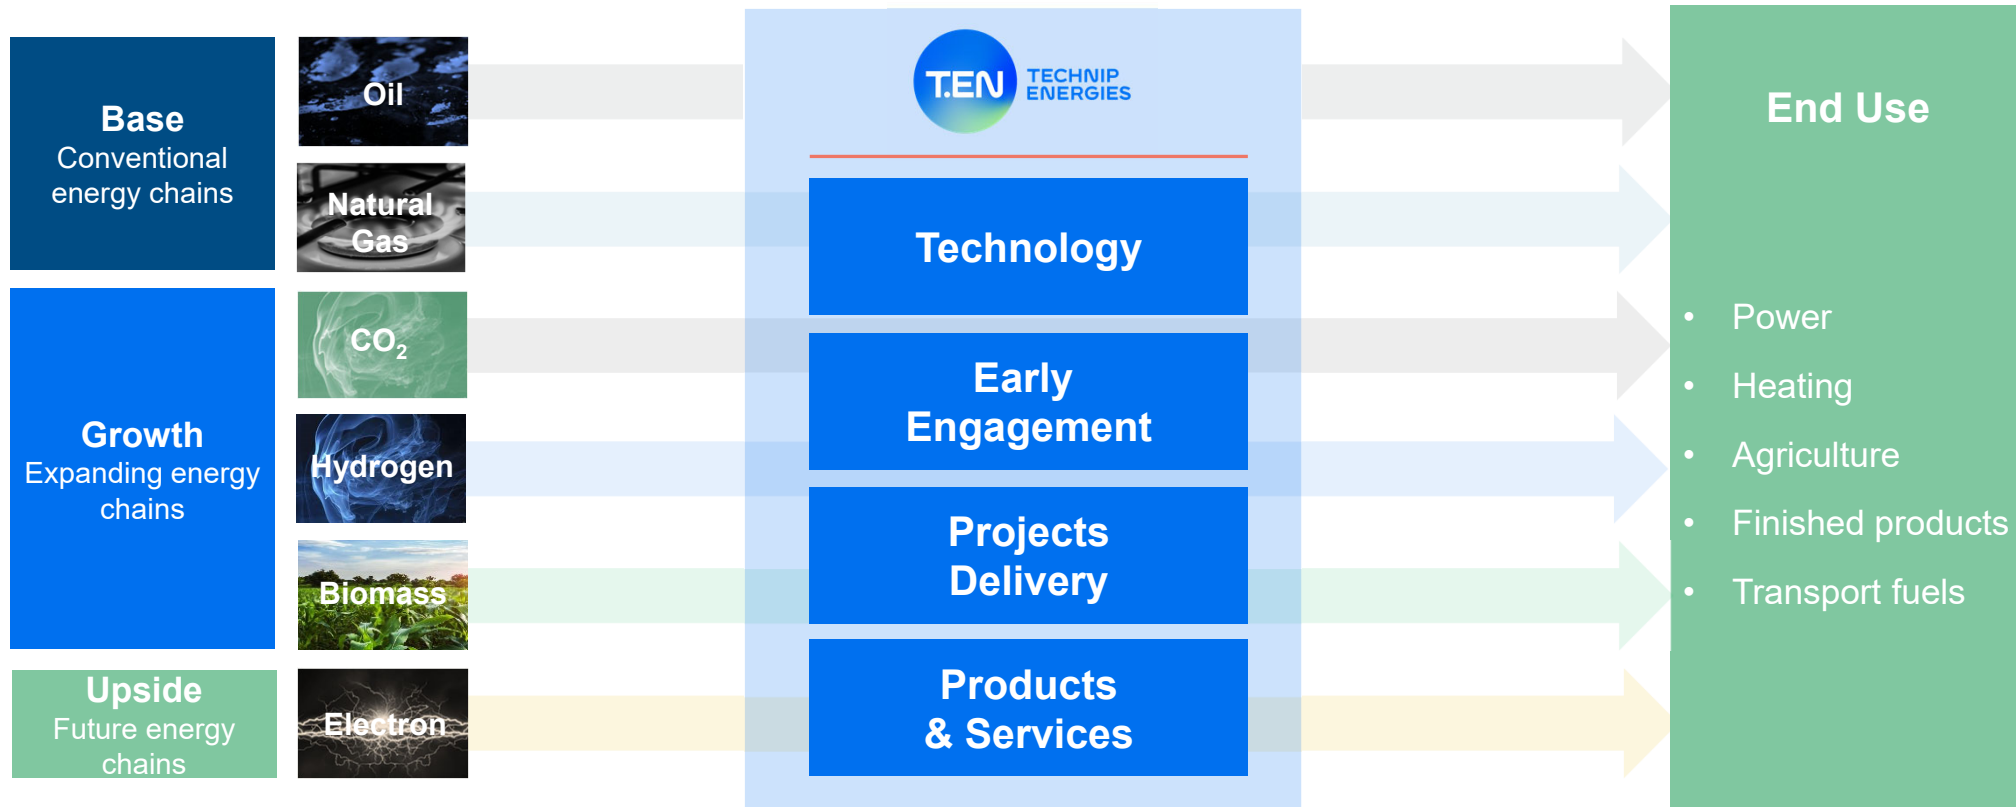 Base
Conventional
energy chains
Oil
Natural
Gas
Growth
Expanding energy
chains
CO₂
Hydrogen
Biomass
Upside
Future energy
chains
Electron
T.EN
TECHNIP
ENERGIES
Technology
Early
Engagement
Projects
Delivery
Products
& Services
End Use
• Power
• Heating
• Agriculture
• Finished products
• Transport fuels